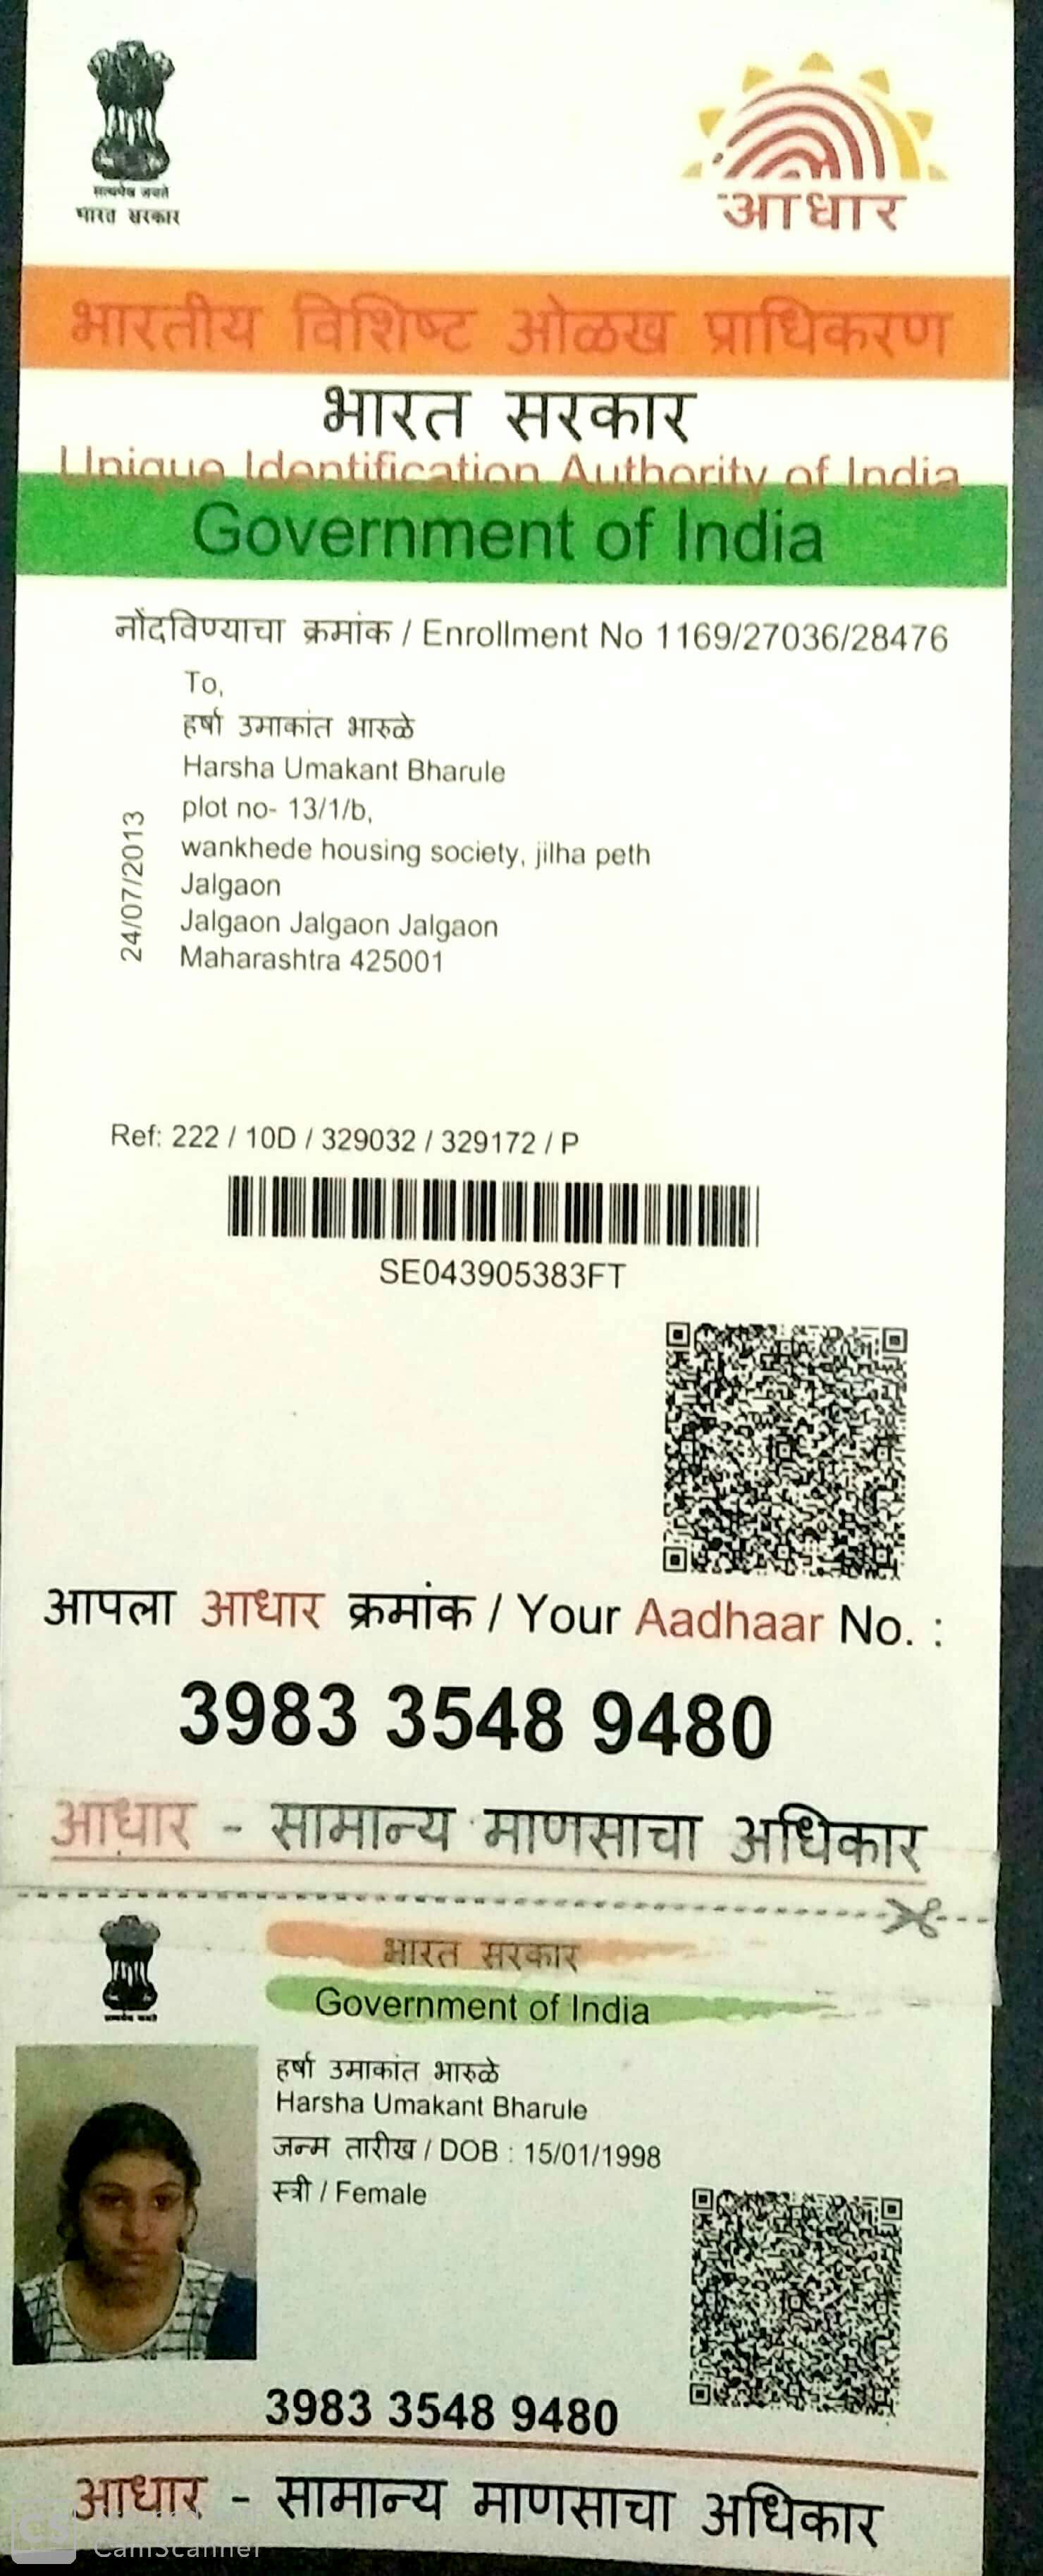 सत्यमेव जयते
भारत सरकार
आधार
भारतीय विशिष्ट ओळख प्राधिकरण
भारत सरकार
Unique Identification Authority of India
Government of India
नोंदविण्याचा क्रमांक / Enrollment No 1169/27036/28476
To,
हर्षा उमाकांत भारुळे
Harsha Umakant Bharule
plot no- 13/1/b,
wankhede housing society, jilha peth
Jalgaon
Jalgaon Jalgaon Jalgaon
Maharashtra 425001
24/07/2013
Ref: 222 / 10D / 329032 / 329172 / P
SE043905383FT
आपला आधार क्रमांक / Your Aadhaar No. :
3983 3548 9480
आधार - सामान्य माणसाचा अधिकार
सत्यमेव जयते
भारत सरकार
Government of India
हर्षा उमाकांत भारुळे
Harsha Umakant Bharule
जन्म तारीख / DOB : 15/01/1998
स्त्री / Female
3983 3548 9480
आधार - सामान्य माणसाचा अधिकार
CS
CamScanner